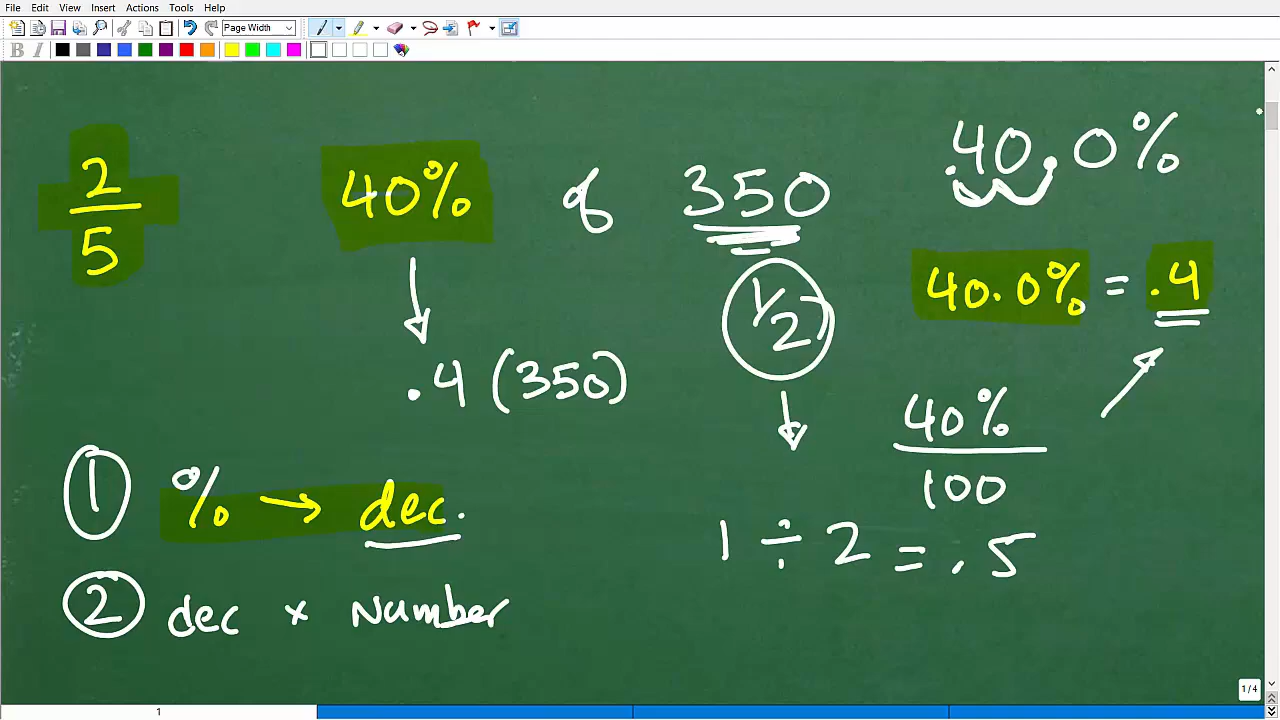 File Edit View Insert Actions Tools Help
Page Width
B I
2/5 40% of 350 .40.0%
1/2 40.0% = .4
.4 (350)
40%/100
① % → dec.
1 ÷ 2 = .5
② dec × Number
1/4
1